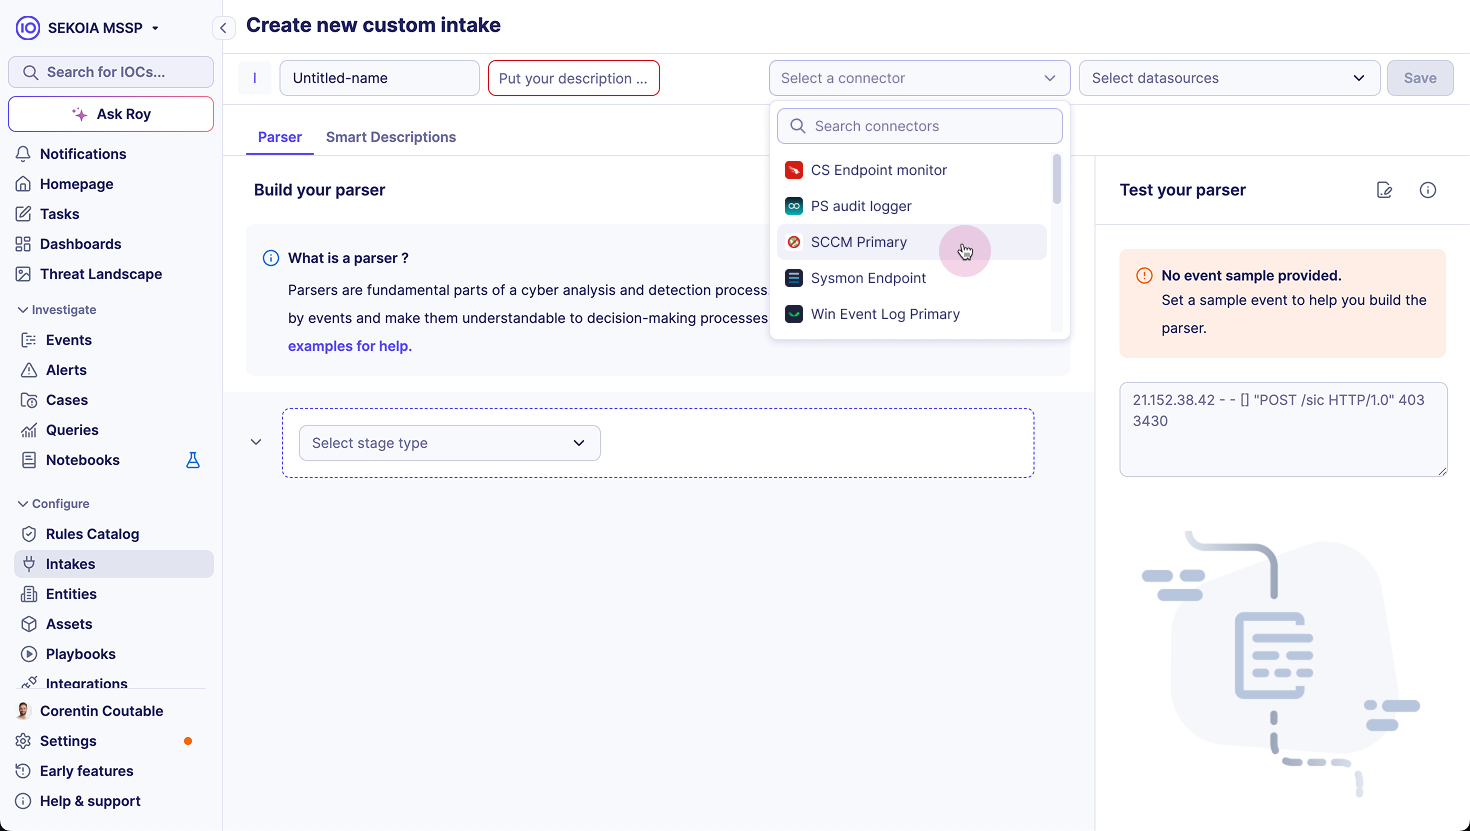 SEKOIA MSSP
Search for IOCs...
Ask Roy
Notifications
Homepage
Tasks
Dashboards
Threat Landscape
Investigate
Events
Alerts
Cases
Queries
Notebooks
Configure
Rules Catalog
Intakes
Entities
Assets
Playbooks
Integrations
Corentin Coutable
Settings
Early features
Help & support
Create new custom intake
I
Untitled-name
Put your description ...
Select a connector
Select datasources
Save
Search connectors
CS Endpoint monitor
PS audit logger
SCCM Primary
Sysmon Endpoint
Win Event Log Primary
Parser
Smart Descriptions
Build your parser
What is a parser ?
Parsers are fundamental parts of a cyber analysis and detection process.
by events and make them understandable to decision-making processes
examples for help.
Select stage type
Test your parser
No event sample provided.
Set a sample event to help you build the
parser.
21.152.38.42 - - [] "POST /sic HTTP/1.0" 403
3430